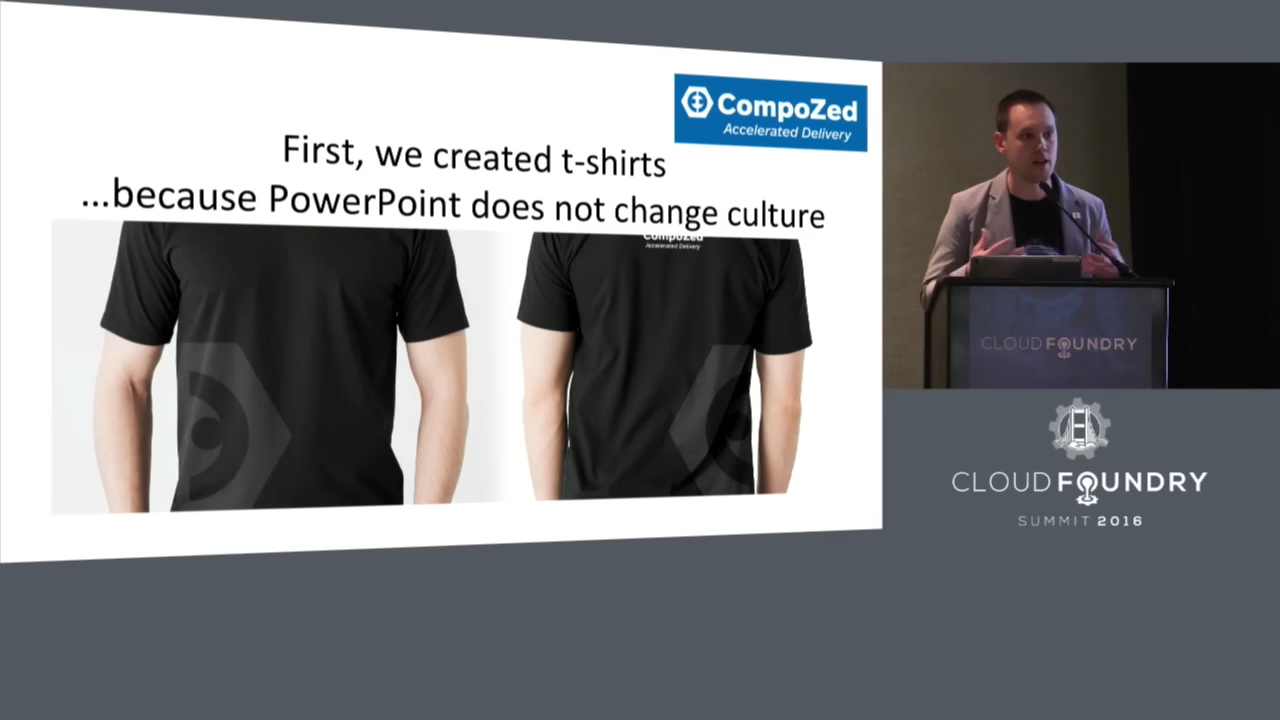 CompoZed
Accelerated Delivery
First, we created t-shirts
...because PowerPoint does not change culture
CompoZed
Accelerated Delivery
CLOUD FOUNDRY
CLOUD FOUNDRY
SUMMIT 2016